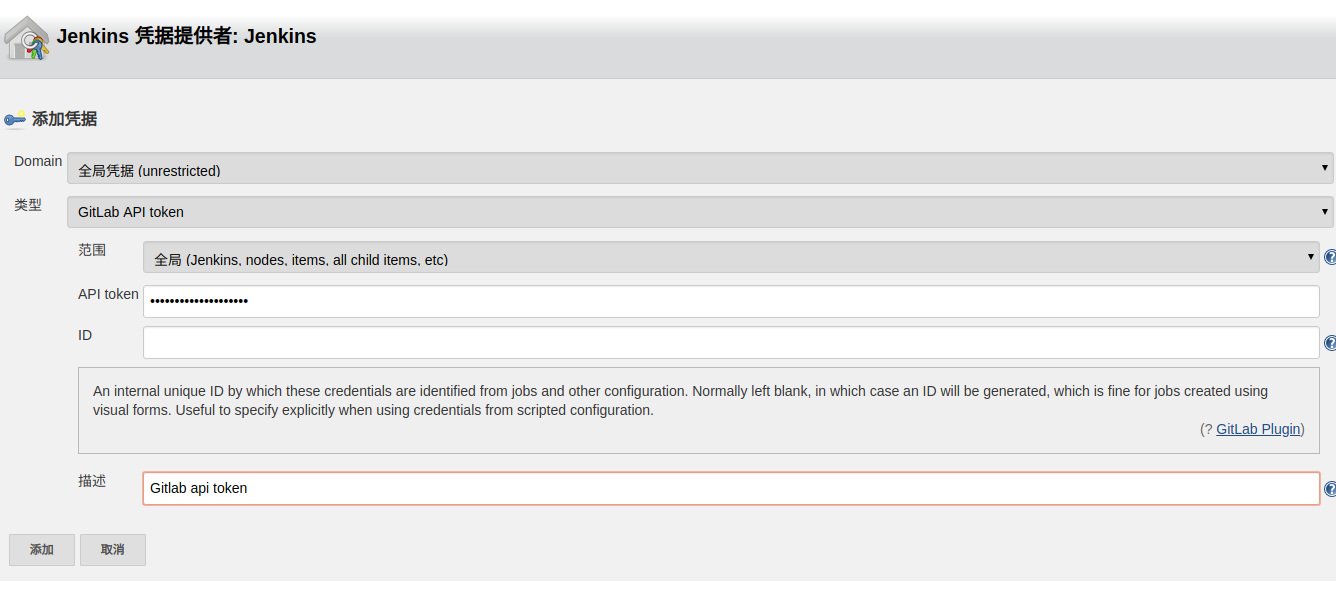 Jenkins 凭据提供者: Jenkins
添加凭据
Domain
全局凭据 (unrestricted)
类型
GitLab API token
范围
全局 (Jenkins, nodes, items, all child items, etc)
API token
••••••••••••••••••••
ID
An internal unique ID by which these credentials are identified from jobs and other configuration. Normally left blank, in which case an ID will be generated, which is fine for jobs created using
visual forms. Useful to specify explicitly when using credentials from scripted configuration.
(? GitLab Plugin)
描述
Gitlab api token
添加
取消